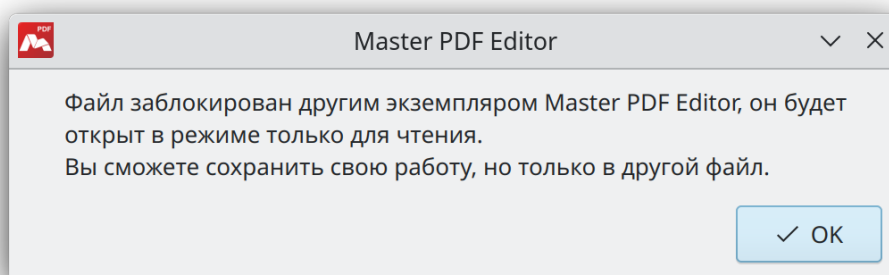 PDF
Master PDF Editor
Файл заблокирован другим экземпляром Master PDF Editor, он будет
открыт в режиме только для чтения.
Вы сможете сохранить свою работу, но только в другой файл.
OK